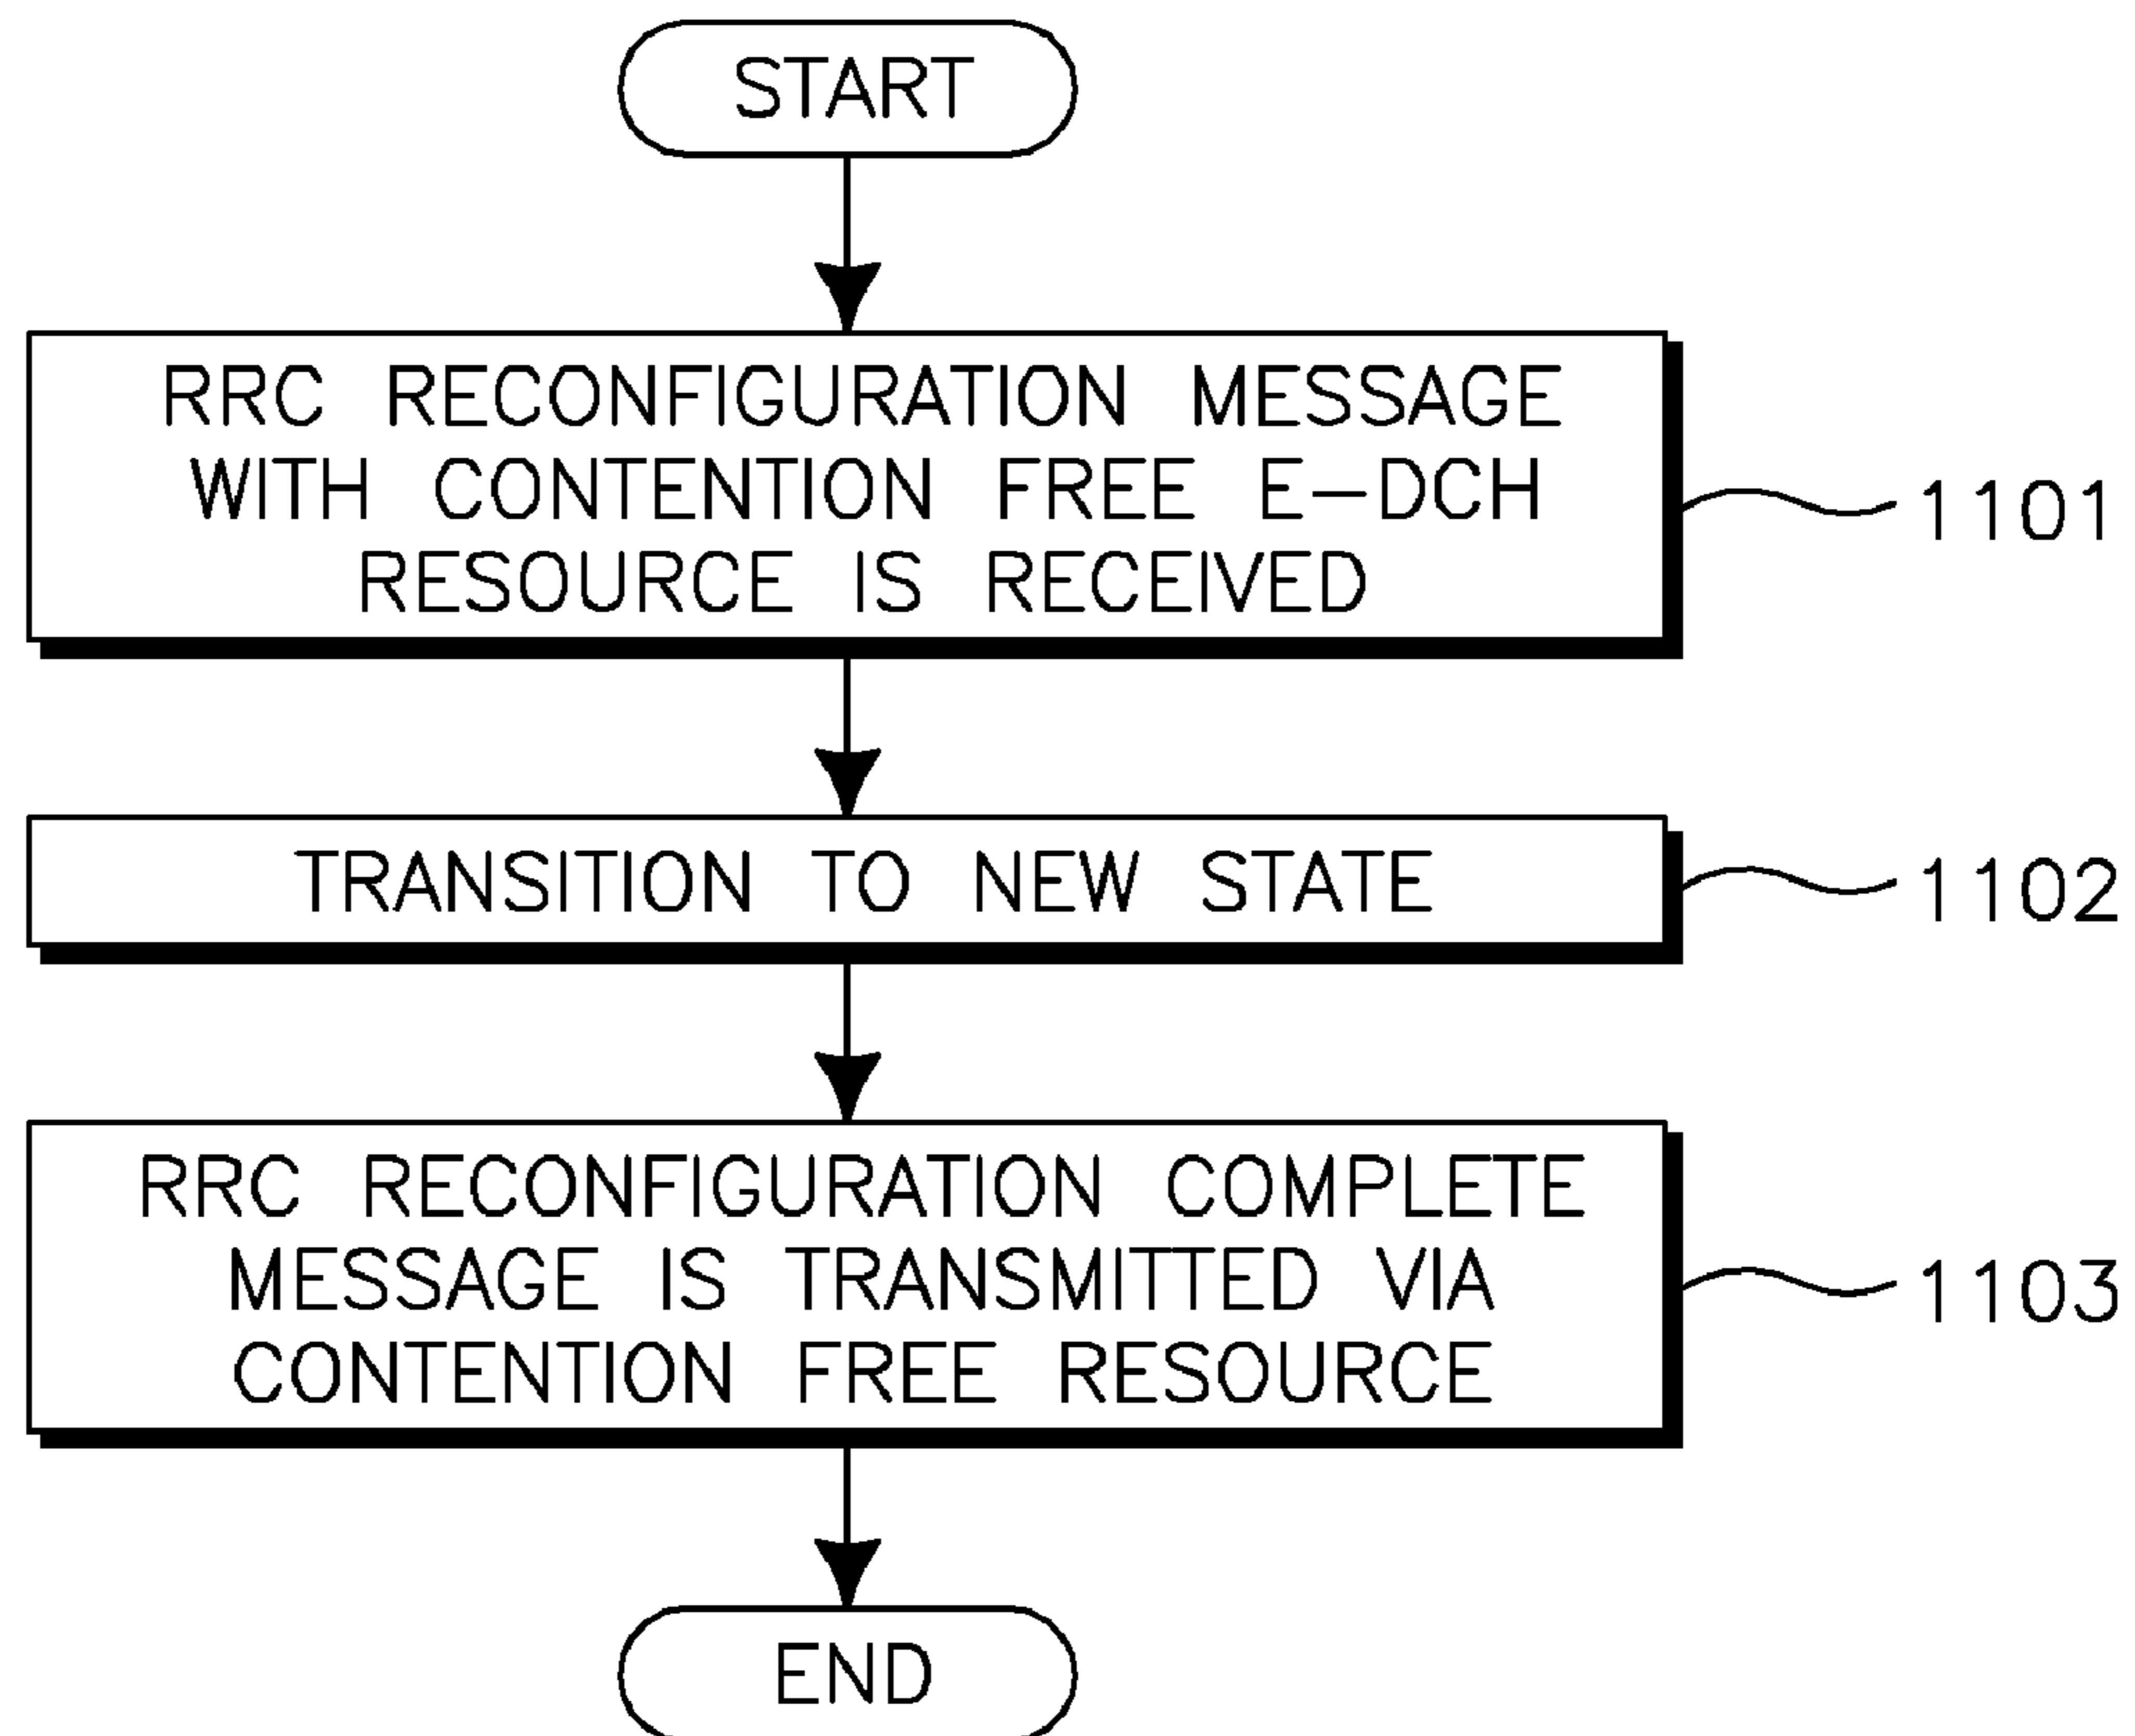 START
RRC RECONFIGURATION MESSAGE
WITH CONTENTION FREE E-DCH
RESOURCE IS RECEIVED
1101
TRANSITION TO NEW STATE
1102
RRC RECONFIGURATION COMPLETE
MESSAGE IS TRANSMITTED VIA
CONTENTION FREE RESOURCE
1103
END